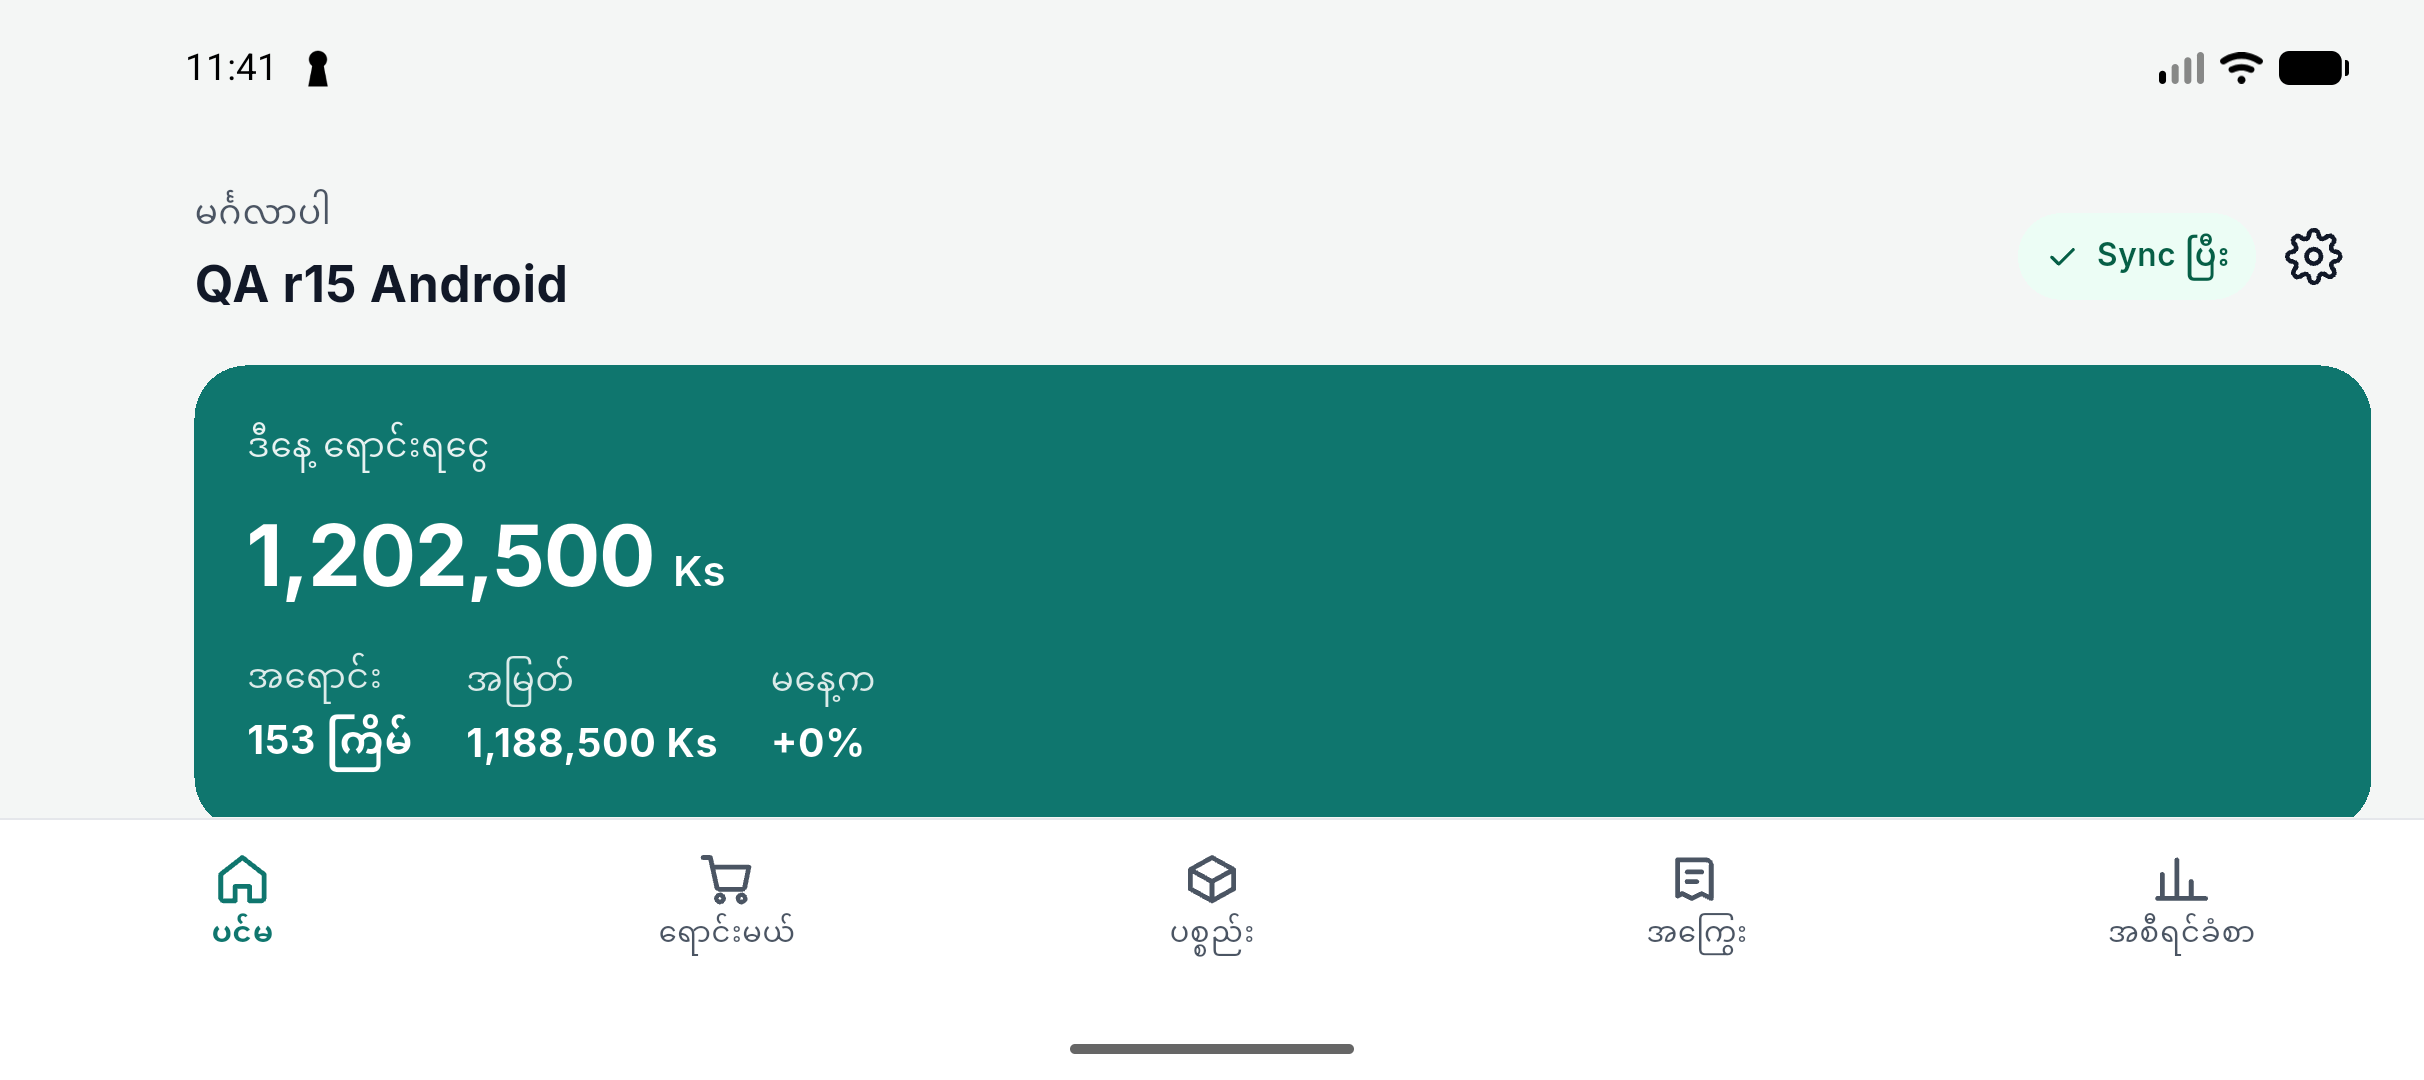 11:41
မင်္ဂလာပါ
QA r15 Android
Sync ပြီး
ဒီနေ့ ရောင်းရငွေ
1,202,500 Ks
အရောင်း အမြတ် မနေ့က
153 ကြိမ် 1,188,500 Ks +0%
ပင်မ ရောင်းမယ် ပစ္စည်း အကြွေး အစီရင်ခံစာ